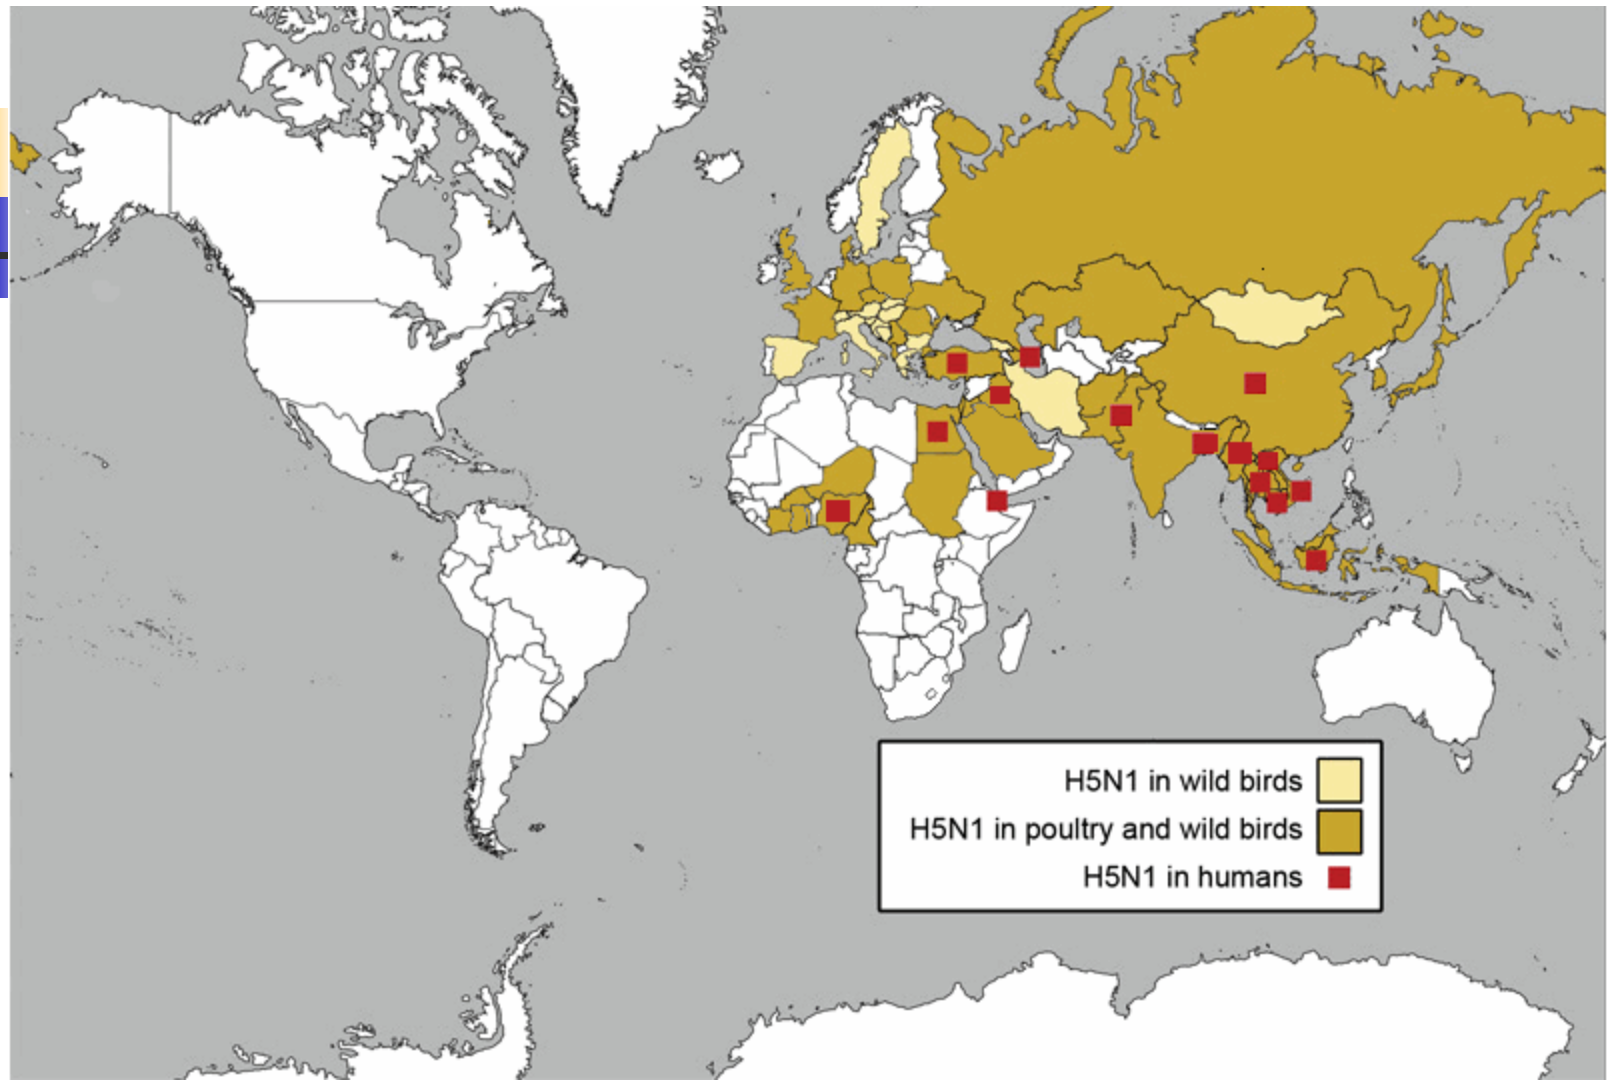 H5N1 in wild birds
H5N1 in poultry and wild birds
H5N1 in humans